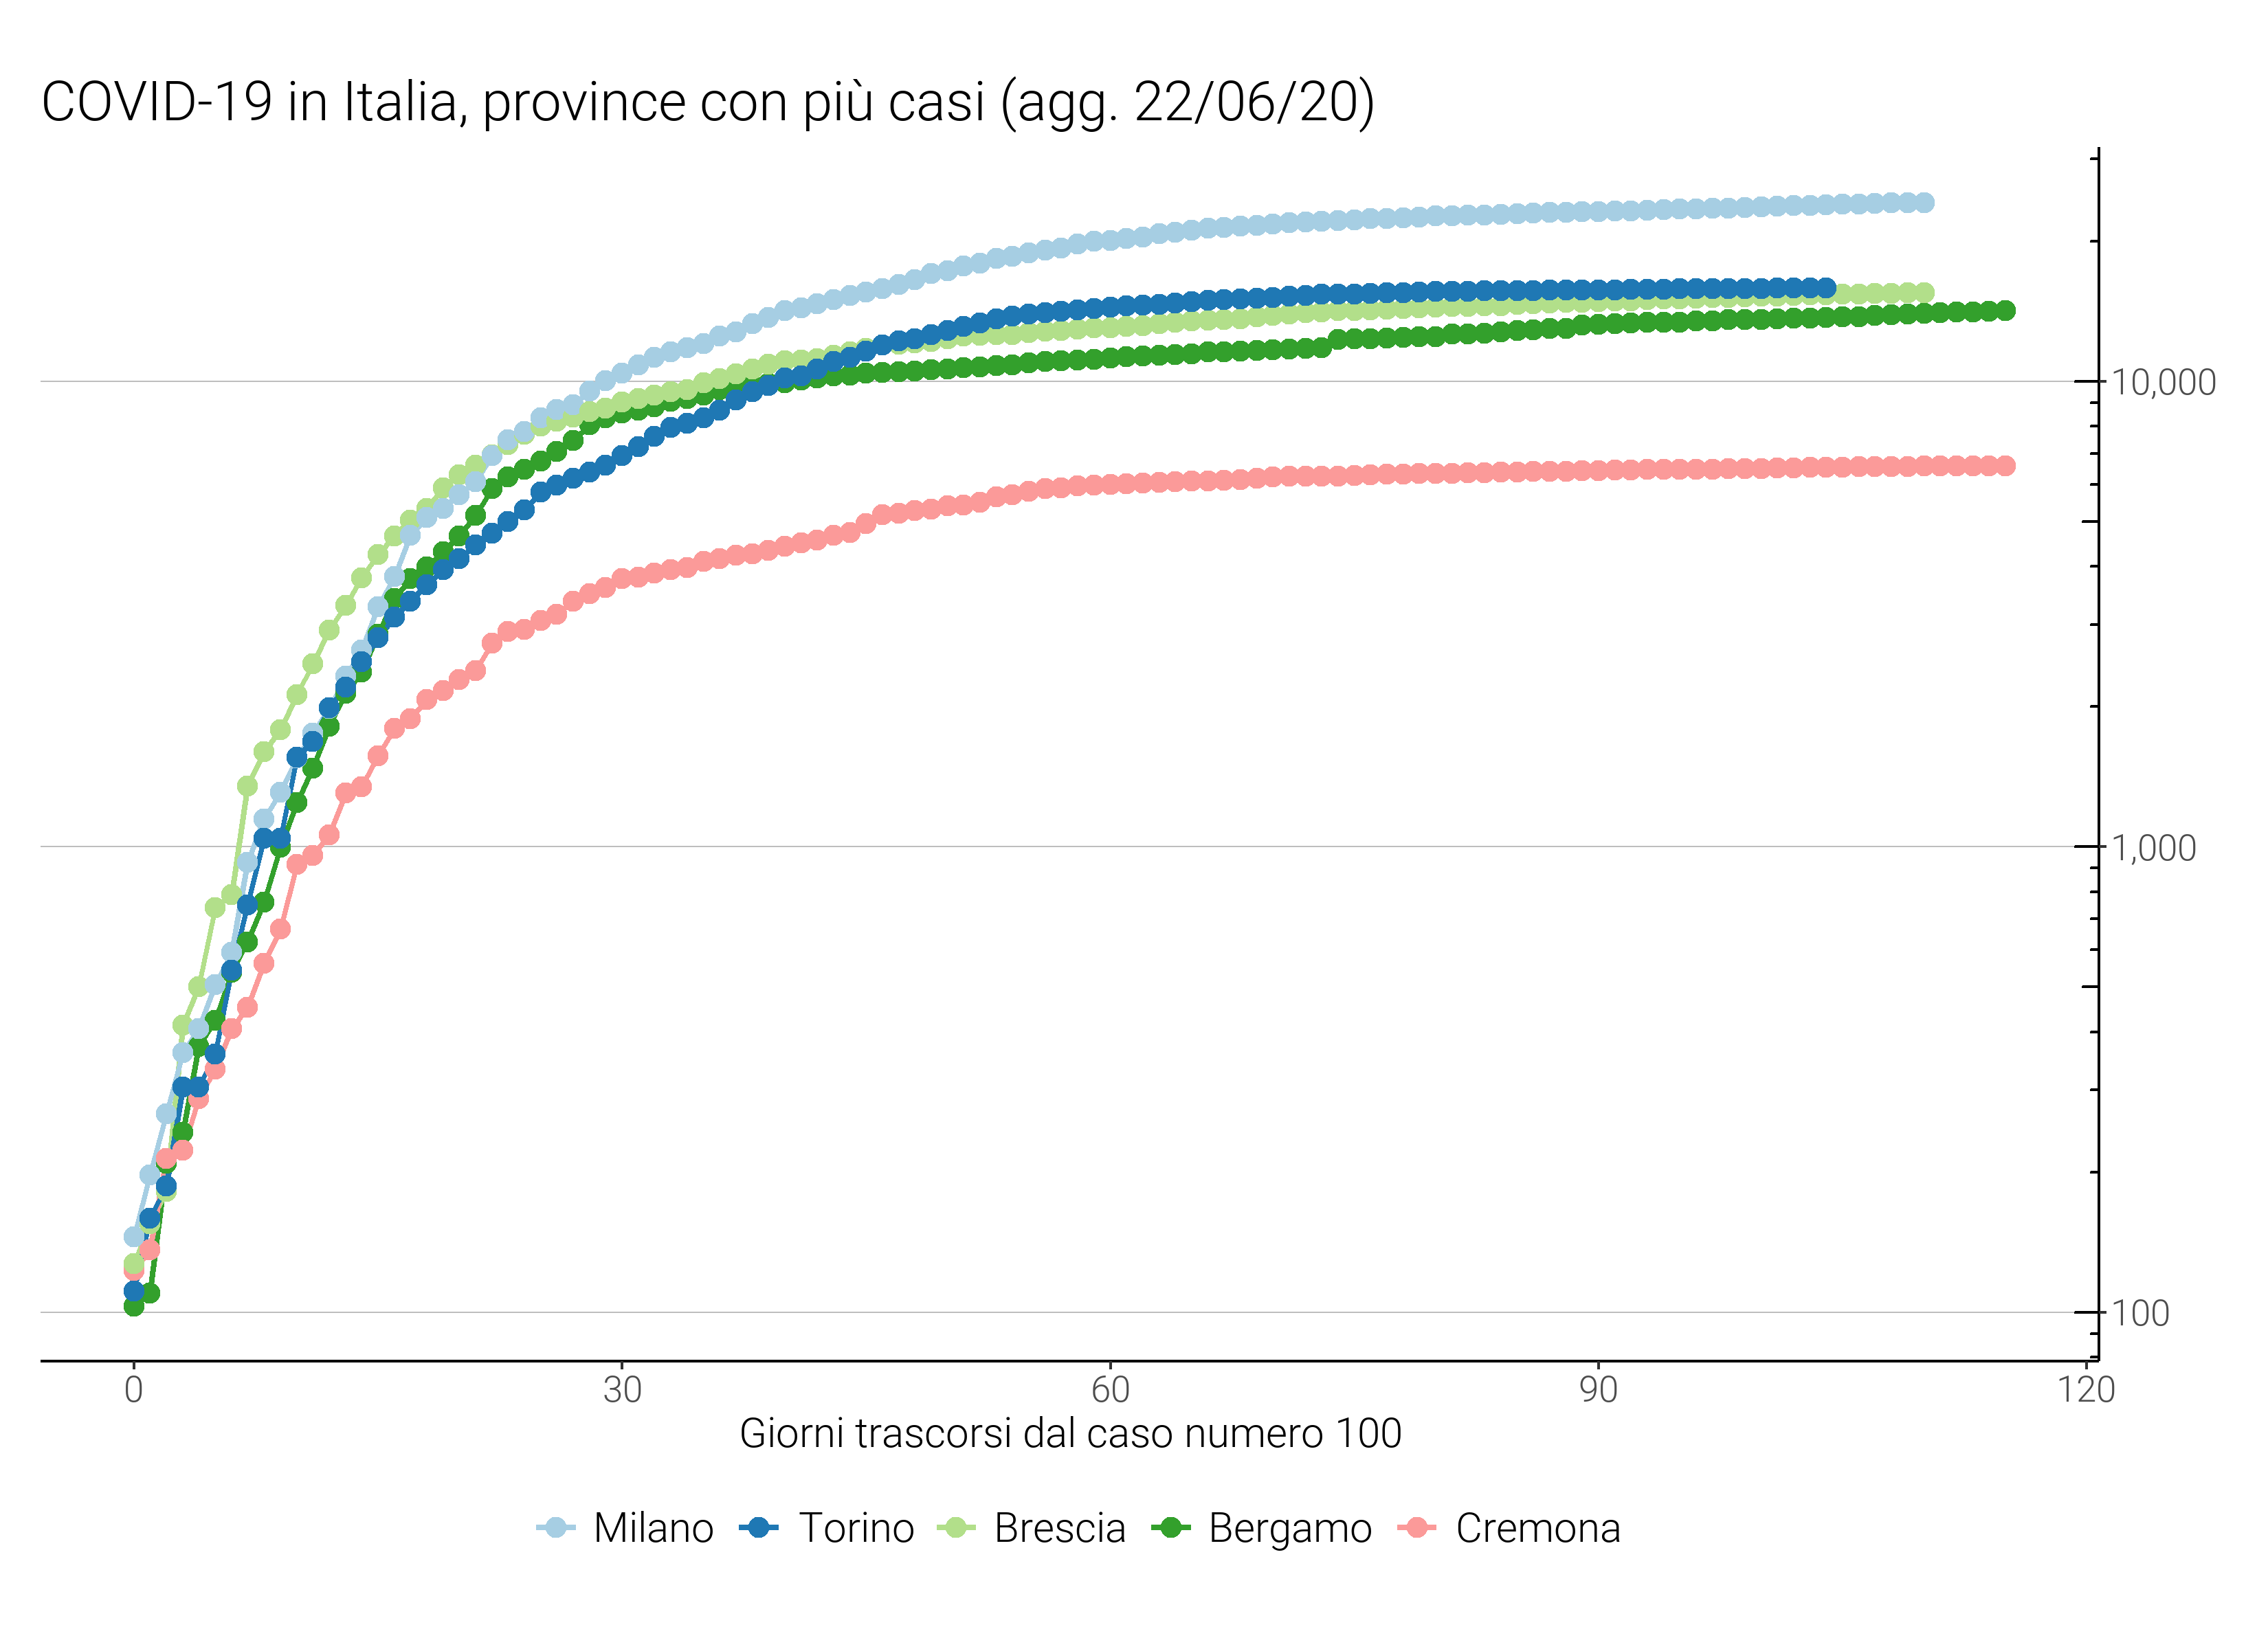 COVID-19 in Italia, province con più casi (agg. 22/06/20)
10,000
1,000
100
0 30 60 90 120
Giorni trascorsi dal caso numero 100
Milano Torino Brescia Bergamo Cremona